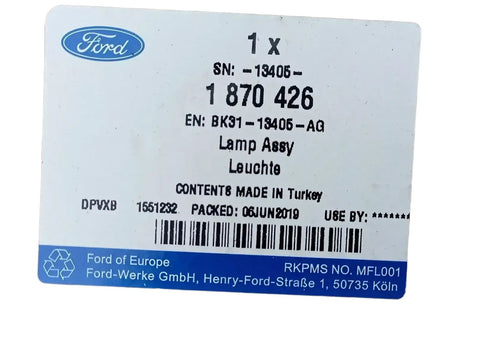 Ford
1 x
SN: -13405-
1 870 426
EN: BK31-13405-AG
Lamp Assy
Leuchte
CONTENTS MADE IN Turkey
DPVXB 1551232 PACKED: 06JUN2019 USE BY: *******
Ford of Europe RKPMS NO. MFL001
Ford-Werke GmbH, Henry-Ford-Straße 1, 50735 Köln